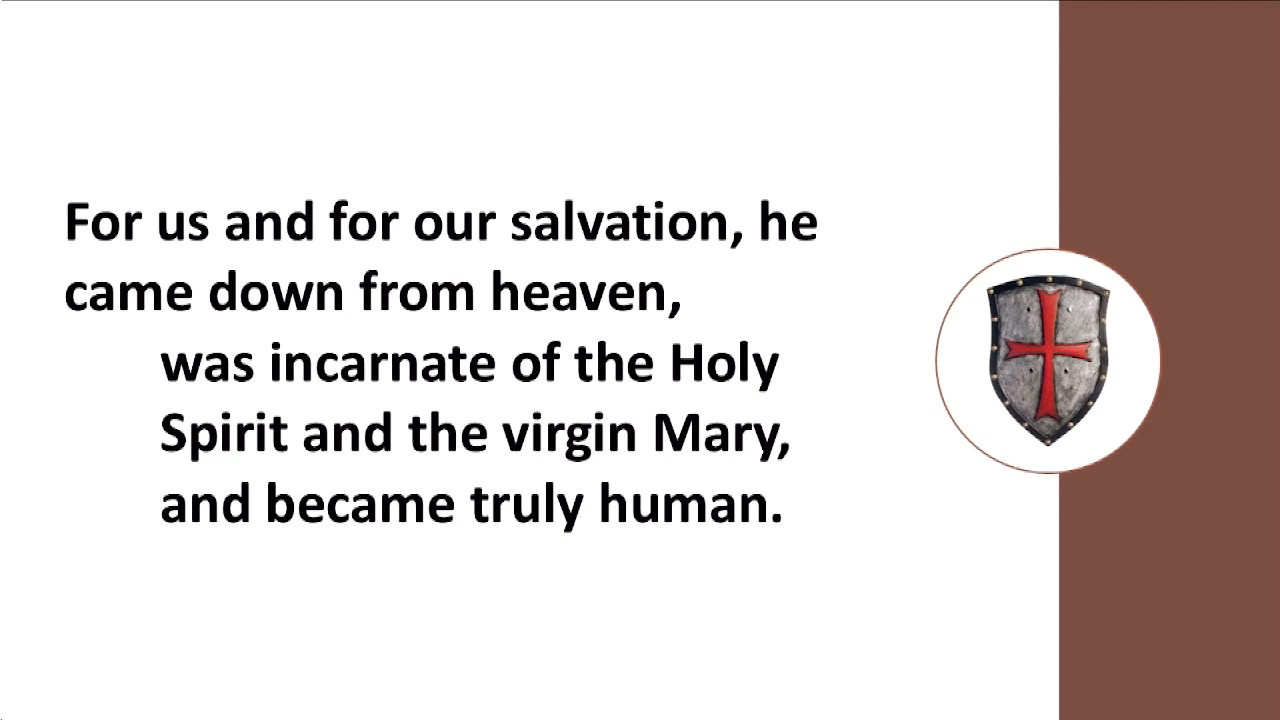 For us and for our salvation, he
came down from heaven,
was incarnate of the Holy
Spirit and the virgin Mary,
and became truly human.